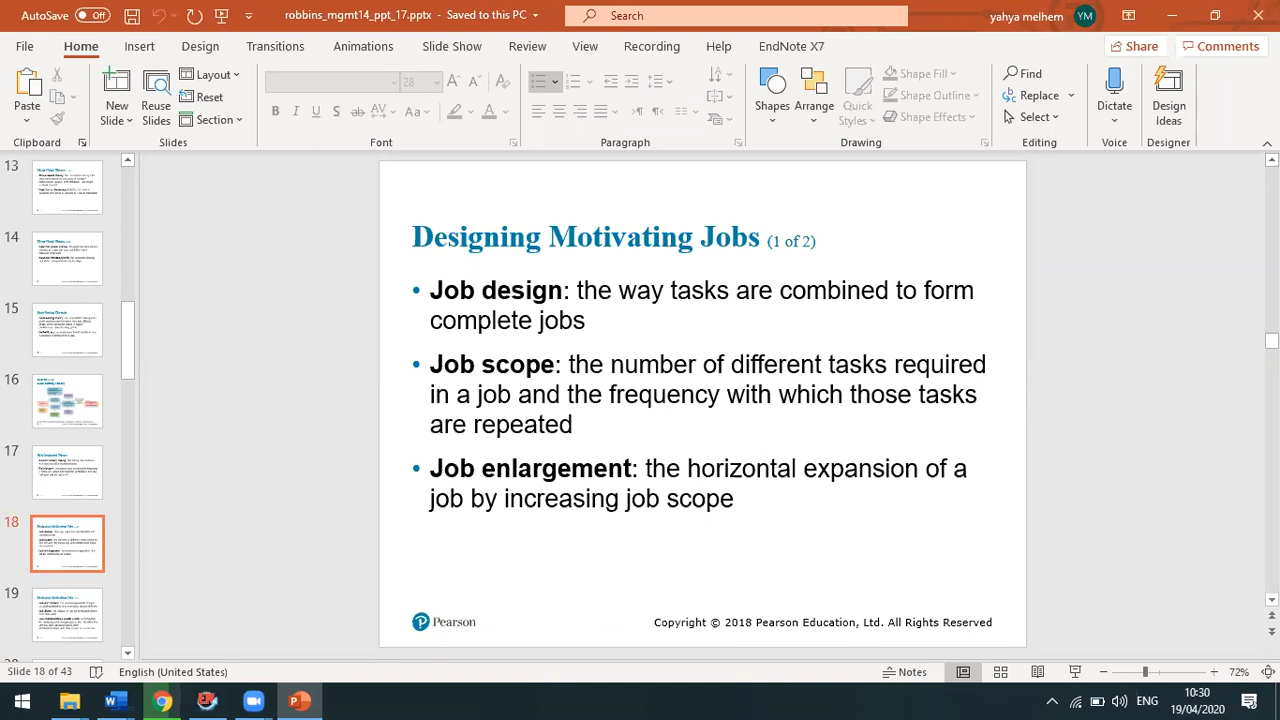 AutoSave Off
robbins_mgmt14_ppt_17.pptx - Saved to this PC
Search
yahya melhem YM
File Home Insert Design Transitions Animations Slide Show Review View Recording Help EndNote X7 Share Comments
Paste
New Slide
Reuse Slides
Layout
Reset
Section
28
Shapes
Arrange
Quick Styles
Shape Fill
Shape Outline
Shape Effects
Find
Replace
Select
Dictate
Design Ideas
Clipboard Slides Font Paragraph Drawing Editing Voice Designer
13
14
15
16
17
18
19
Designing Motivating Jobs (1 of 2)
• Job design: the way tasks are combined to form
complete jobs
• Job scope: the number of different tasks required
in a job and the frequency with which those tasks
are repeated
• Job enlargement: the horizontal expansion of a
job by increasing job scope
Pearson
Copyright © 2018 Pearson Education, Ltd. All Rights Reserved
Slide 18 of 43 English (United States) Notes 72%
ENG
10:30
19/04/2020